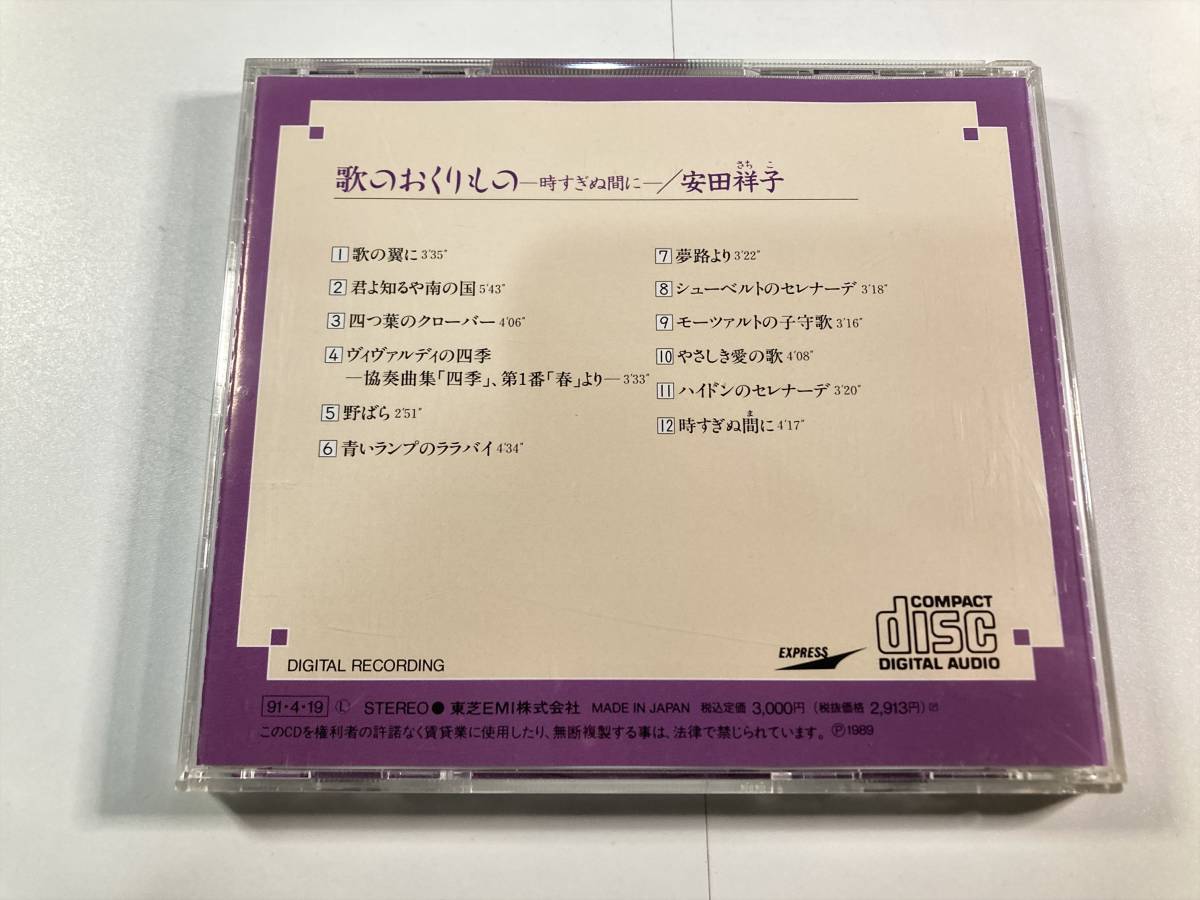 歌のおくりもの―時すぎぬ間に―／安田祥子
さち こ
1 歌の翼に 3'35"
2 君よ知るや南の国 5'43"
3 四つ葉のクローバー 4'06"
4 ヴィヴァルディの四季
―協奏曲集「四季」、第1番「春」より― 3'33"
5 野ばら 2'51"
6 青いランプのララバイ 4'34"
7 夢路より 3'22"
8 シューベルトのセレナーデ 3'18"
9 モーツァルトの子守歌 3'16"
10 やさしき愛の歌 4'08"
11 ハイドンのセレナーデ 3'20"
ま
12 時すぎぬ間に 4'17"
DIGITAL RECORDING
EXPRESS
COMPACT
disc
DIGITAL AUDIO
91・4・19 Ⓛ STEREO● 東芝EMI株式会社 MADE IN JAPAN 税込定価 3,000円 (税抜価格 2,913円)
このCDを権利者の許諾なく賃貸業に使用したり、無断複製する事は、法律で禁じられています。 ℗1989